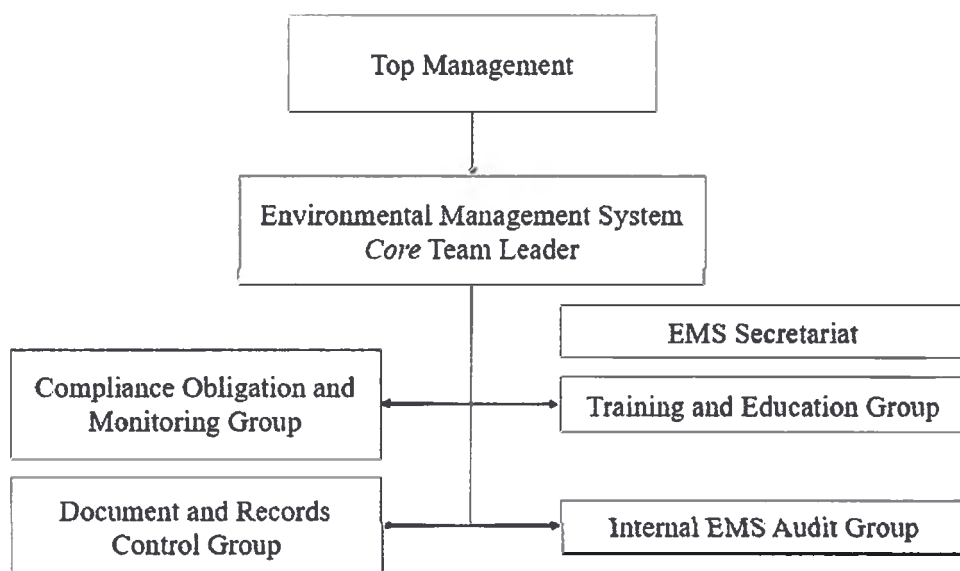 Top Management
Environmental Management System
Core Team Leader
EMS Secretariat
Compliance Obligation and
Monitoring Group
Training and Education Group
Document and Records
Control Group
Internal EMS Audit Group